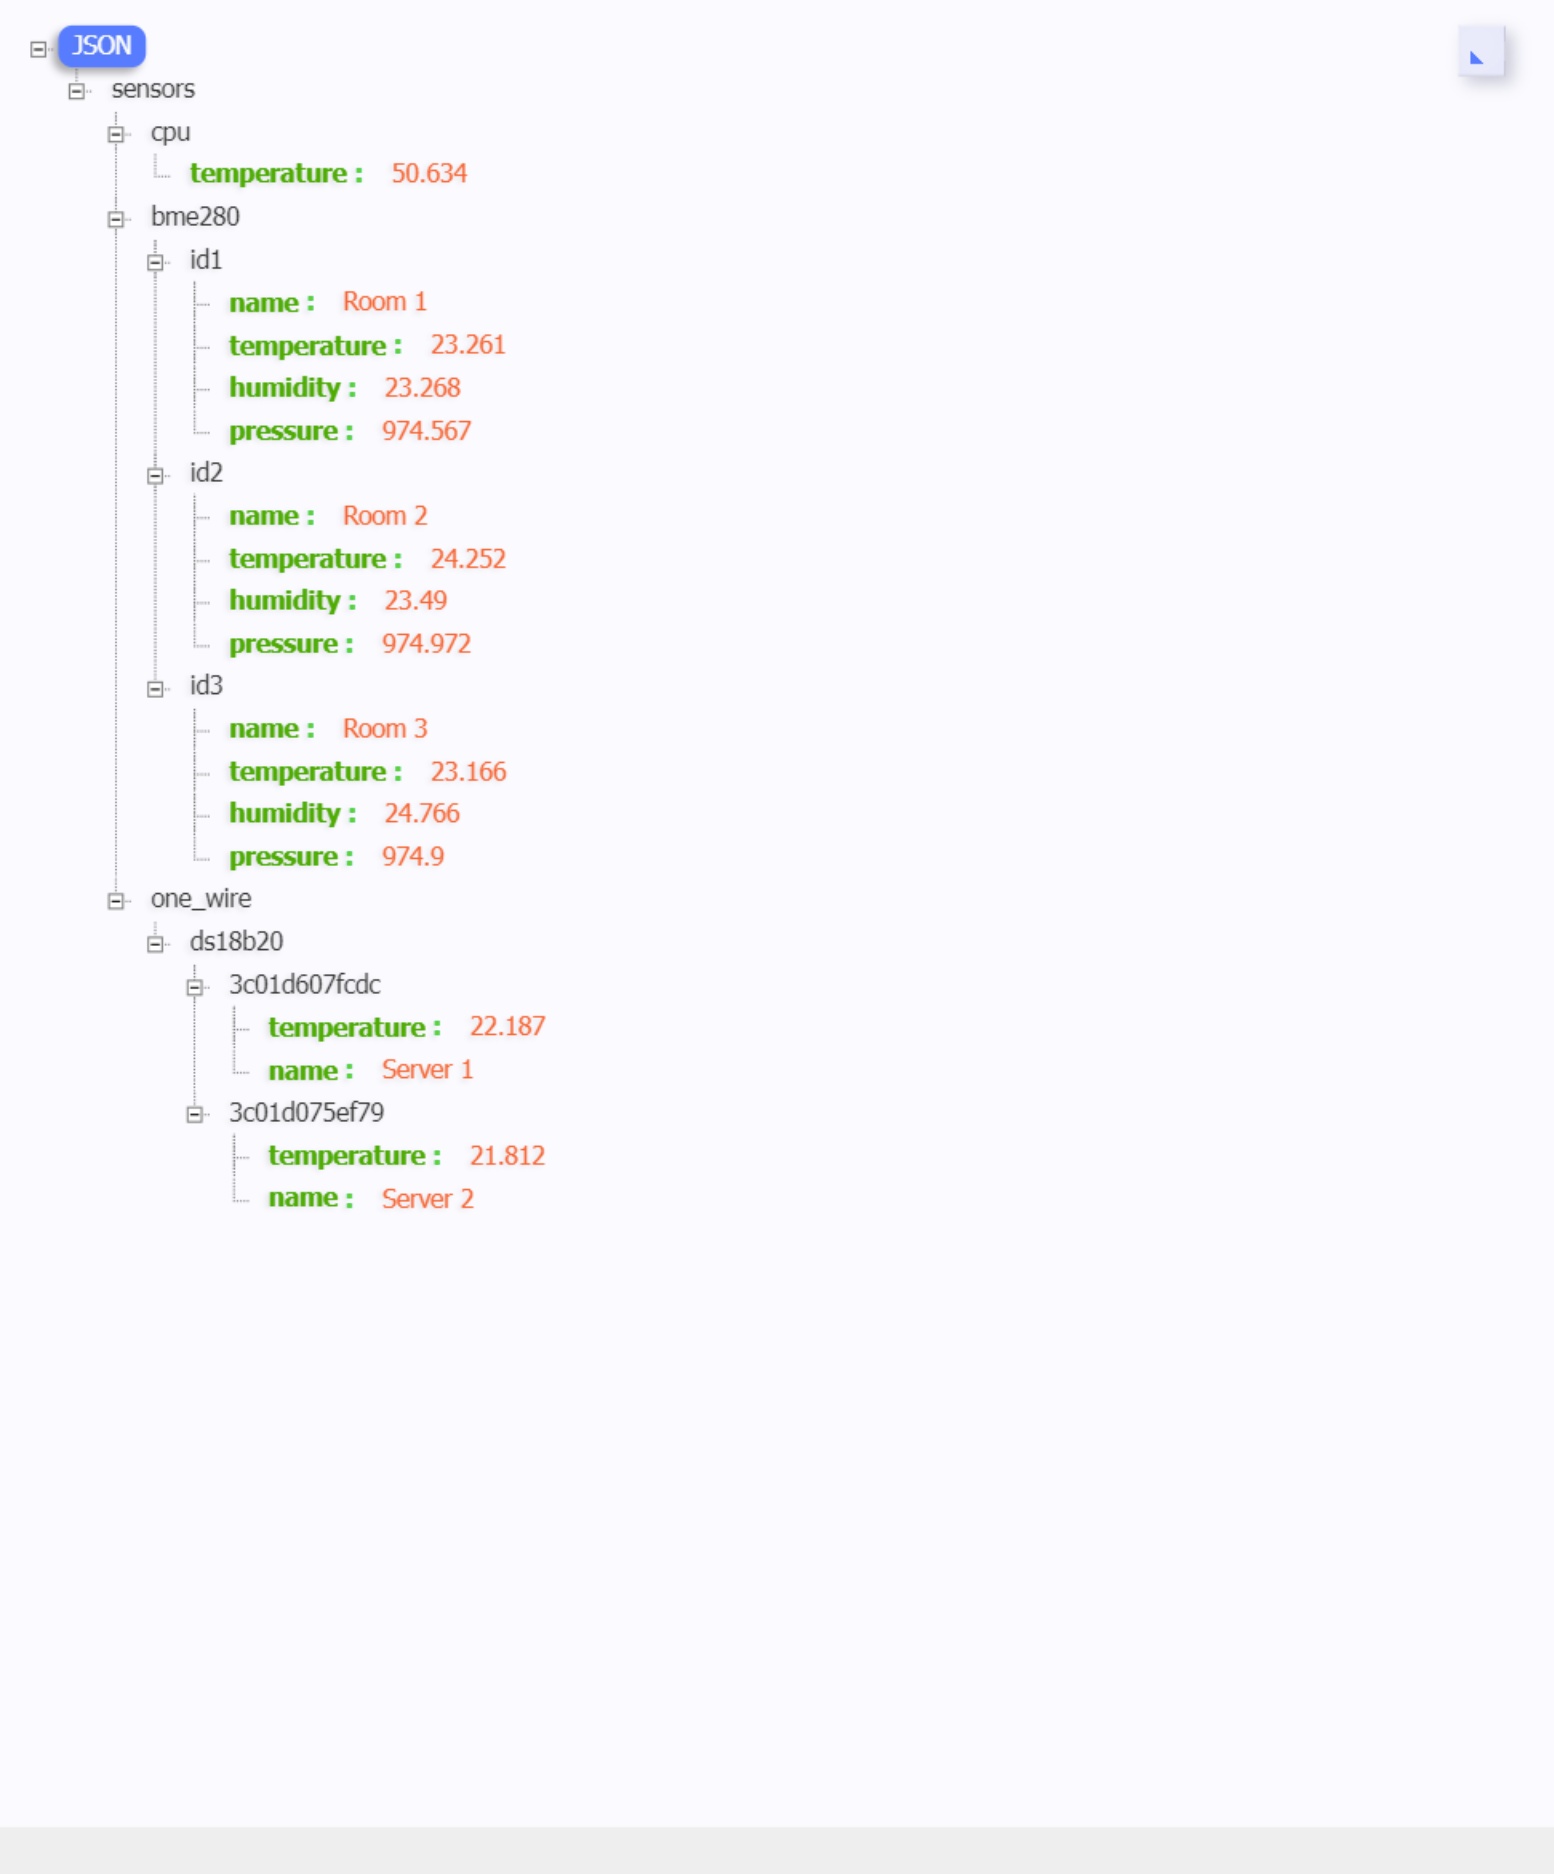 JSON
sensors
cpu
temperature : 50.634
bme280
id1
name : Room 1
temperature : 23.261
humidity : 23.268
pressure : 974.567
id2
name : Room 2
temperature : 24.252
humidity : 23.49
pressure : 974.972
id3
name : Room 3
temperature : 23.166
humidity : 24.766
pressure : 974.9
one_wire
ds18b20
3c01d607fcdc
temperature : 22.187
name : Server 1
3c01d075ef79
temperature : 21.812
name : Server 2